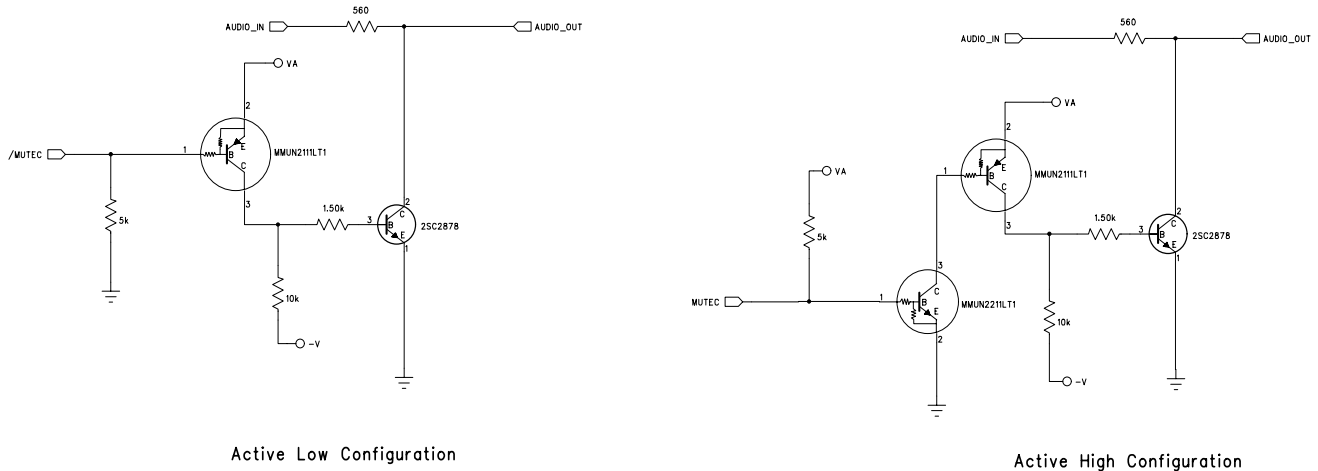 560
AUDIO_IN
AUDIO_OUT
VA
2
E
/MUTEC
1
B
MMUN2111LT1
C
3
5k
1.50k
3
2
C
B
E
2SC2878
1
10k
-V
Active Low Configuration
560
AUDIO_IN
AUDIO_OUT
VA
2
E
1
B
MMUN2111LT1
C
3
VA
5k
1.50k
3
2
C
B
E
2SC2878
1
3
C
MUTEC
1
B
MMUN2211LT1
E
2
10k
-V
Active High Configuration